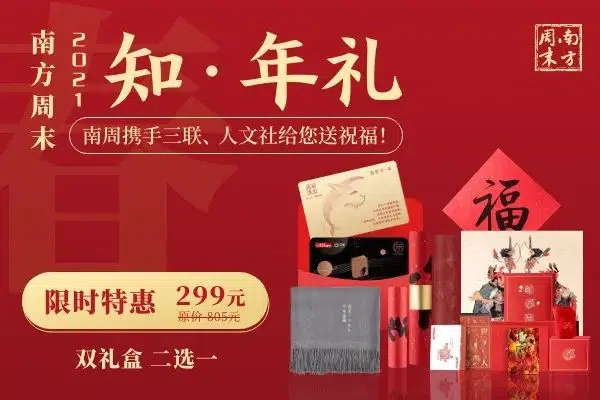 南方周末
2021
知·年礼
南方周末
南周携手三联、人文社给您送祝福！
福
限时特惠
299元
原价 805元
双礼盒 二选一
春